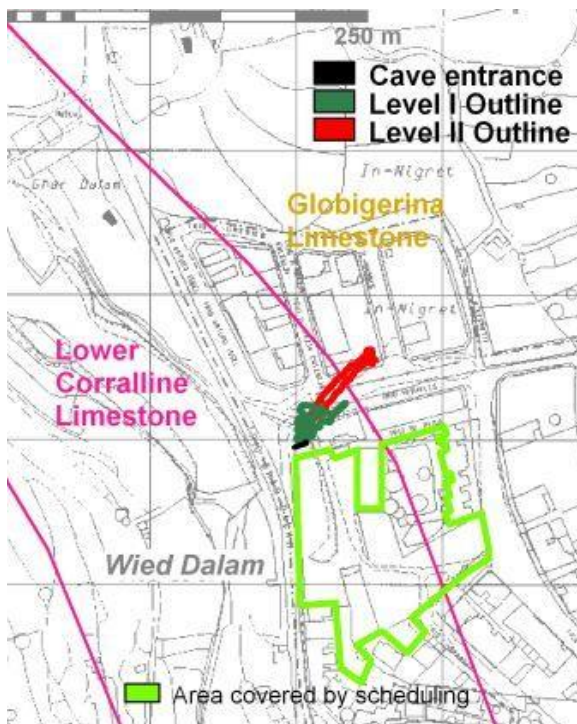 250 m
Cave entrance
Level I Outline
Level II Outline
In-Nigret
Għar Dalam
Globigerina
Limestone
In-Nigret
Lower
Corralline
Limestone
Wied Dalam
Area covered by scheduling